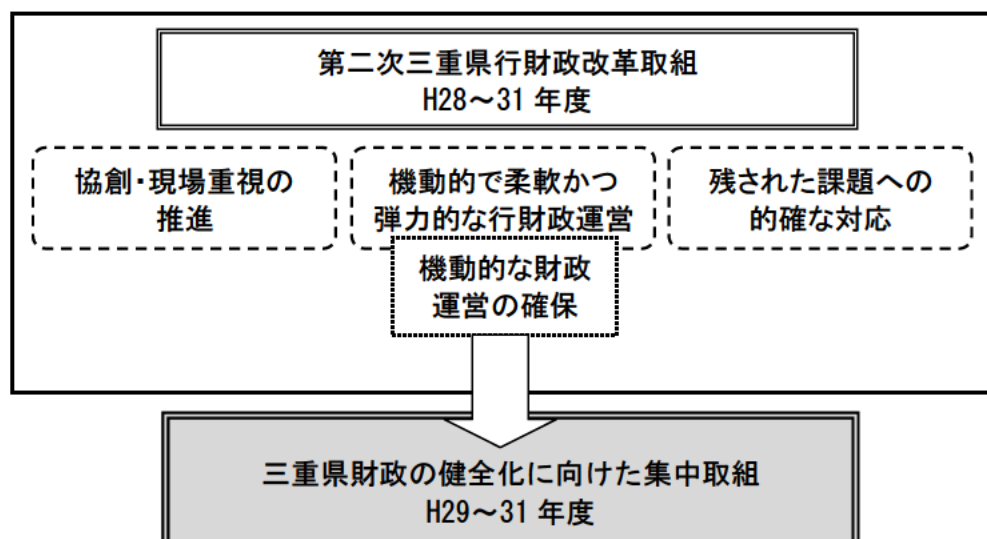 第二次三重県行財政改革取組
H28～31 年度
協創・現場重視の
推進
機動的で柔軟かつ
弾力的な行財政運営
残された課題への
的確な対応
機動的な財政
運営の確保
三重県財政の健全化に向けた集中取組
H29～31 年度